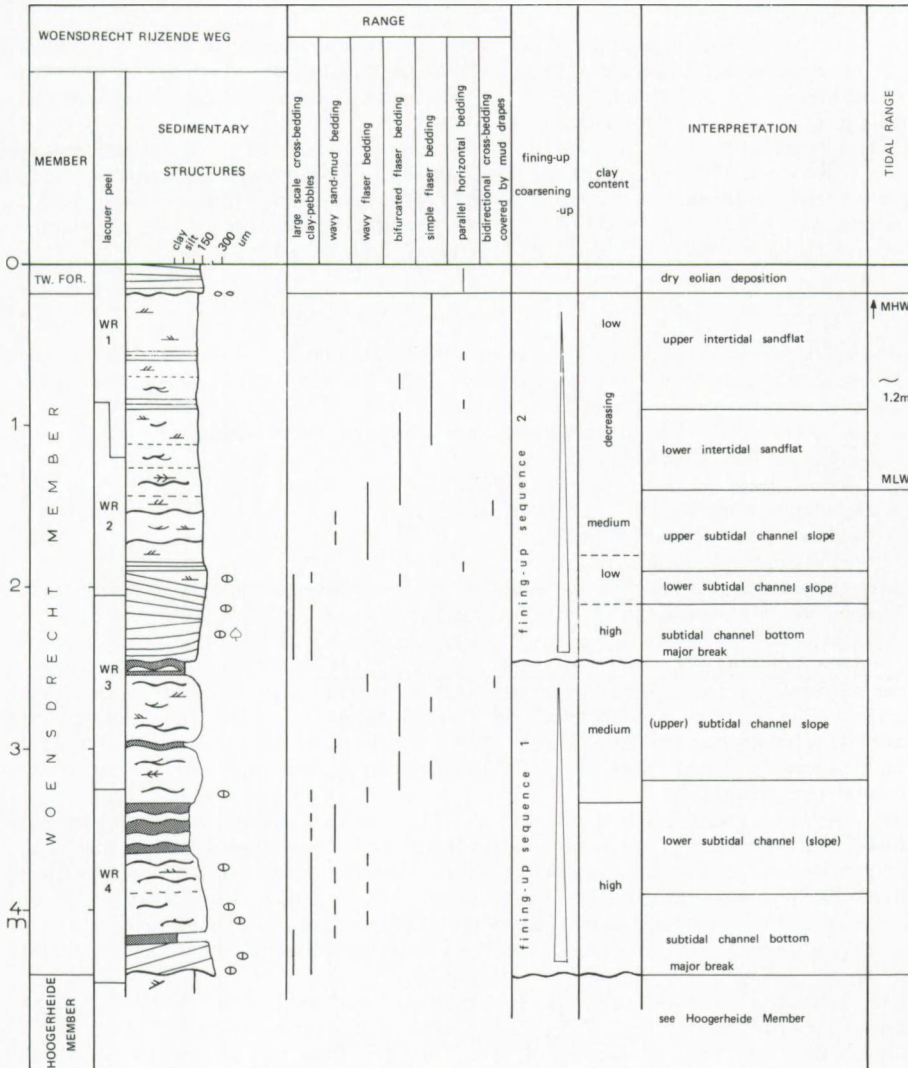 WOENSDRECHT RIJZENDE WEG
RANGE
MEMBER
lacquer peel
SEDIMENTARY
STRUCTURES
clay
silt
150
300 um
large scale cross-bedding
clay-pebbles
wavy sand-mud bedding
wavy flaser bedding
bifurcated flaser bedding
simple flaser bedding
parallel horizontal bedding
bidirectional cross-bedding
covered by mud drapes
fining-up
coarsening
-up
clay
content
INTERPRETATION
TIDAL RANGE
0
TW. FOR.
dry eolian deposition
WOENSDRECHT MEMBER
WR
1
low
upper intertidal sandflat
MHW
~
1.2m
1
decreasing
fining-up sequence 2
lower intertidal sandflat
MLW
WR
2
medium
upper subtidal channel slope
low
lower subtidal channel slope
2
high
subtidal channel bottom
major break
WR
3
medium
(upper) subtidal channel slope
3
fining-up sequence 1
lower subtidal channel (slope)
WR
4
high
34
subtidal channel bottom
major break
HOOGERHEIDE
MEMBER
see Hoogerheide Member